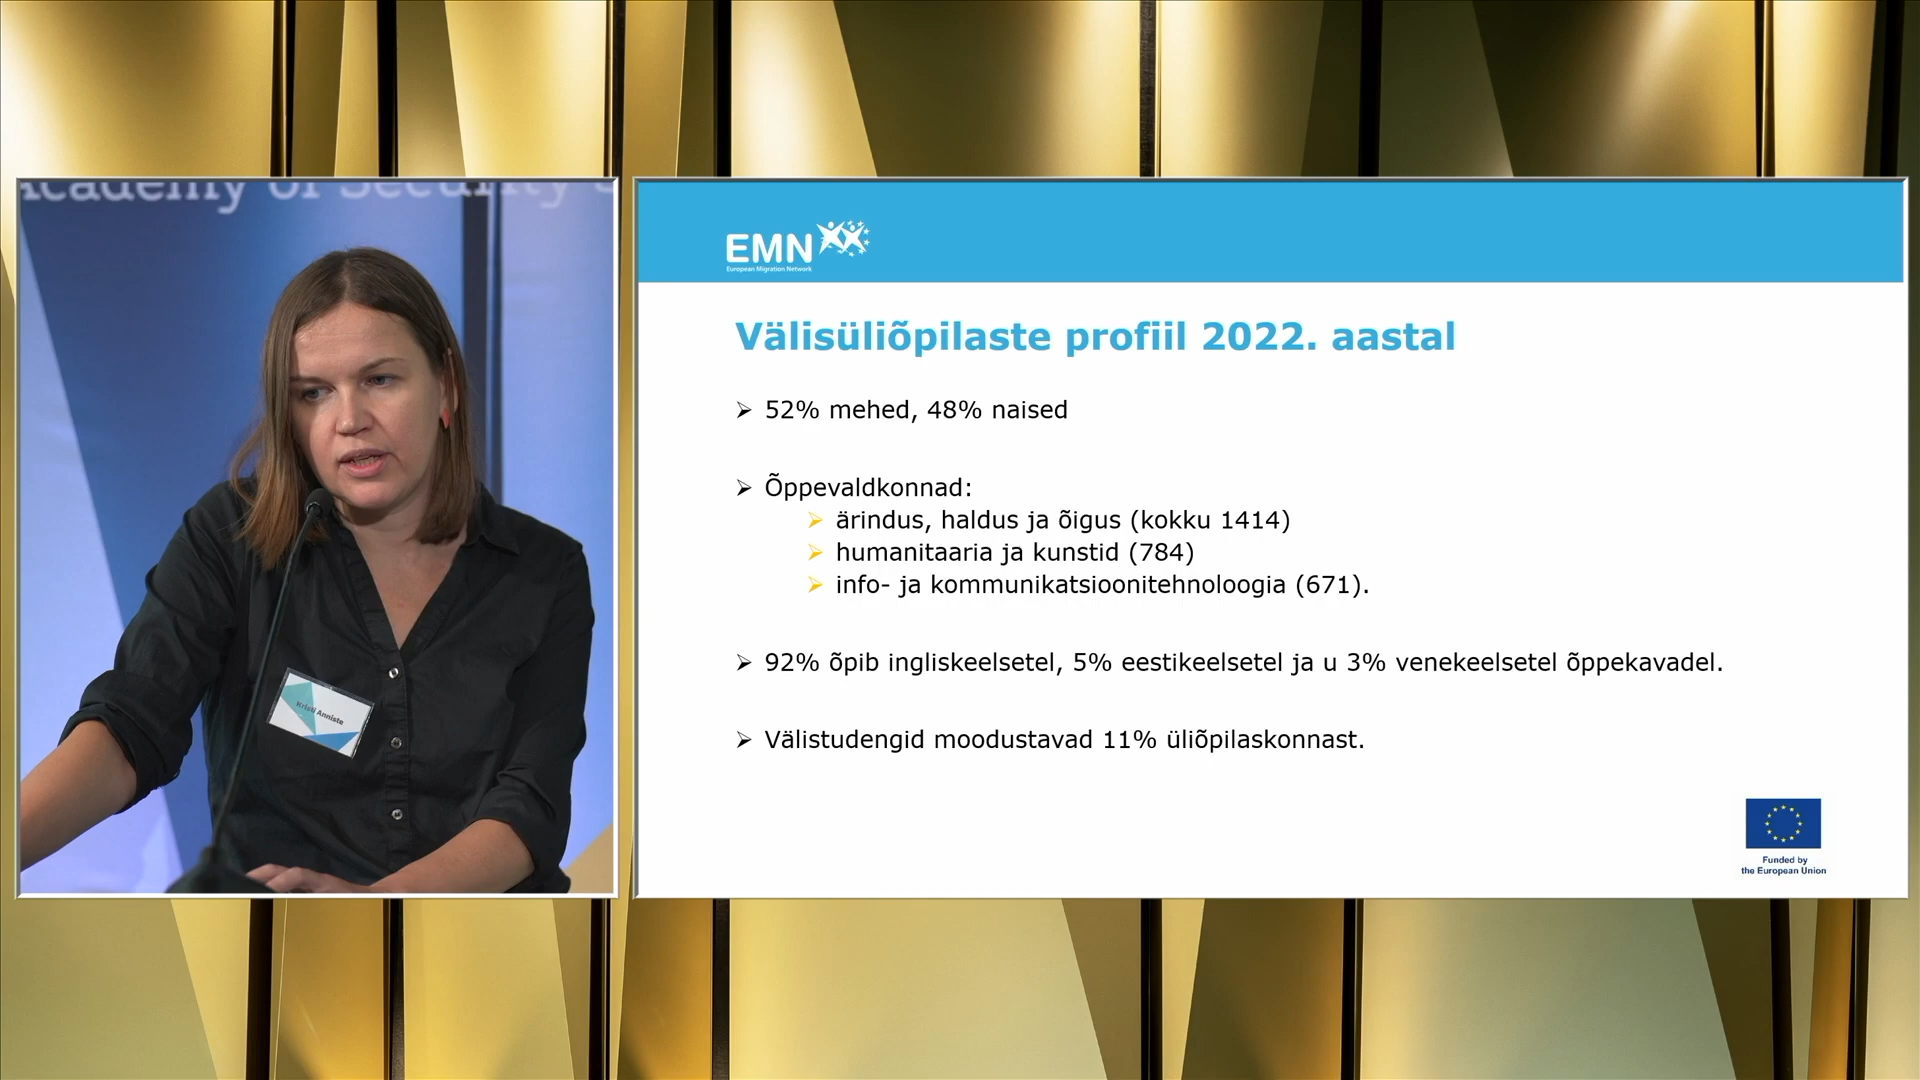 Academy of Security
Kristi Anniste
EMN
European Migration Network
Välisüliõpilaste profiil 2022. aastal
52% mehed, 48% naised
Õppevaldkonnad:
ärindus, haldus ja õigus (kokku 1414)
humanitaaria ja kunstid (784)
info- ja kommunikatsioonitehnoloogia (671).
92% õpib ingliskeelsetel, 5% eestikeelsetel ja u 3% venekeelsetel õppekavadel.
Välistudengid moodustavad 11% üliõpilaskonnast.
Funded by
the European Union